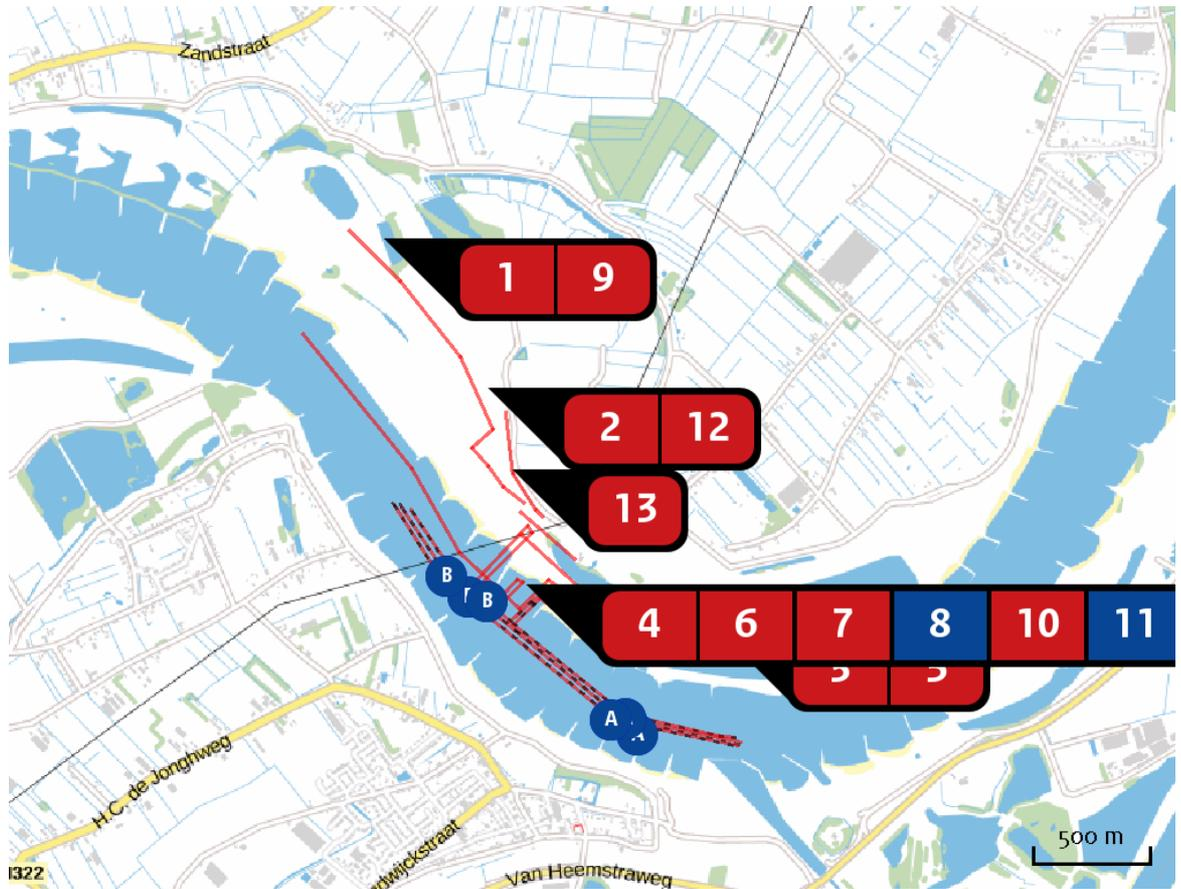 Zandstraat
1 9
2 12
13
B
B
4 6 7 8 10 11
A
A
H.C. de Jonghweg
500 m
Van Heemstraweg